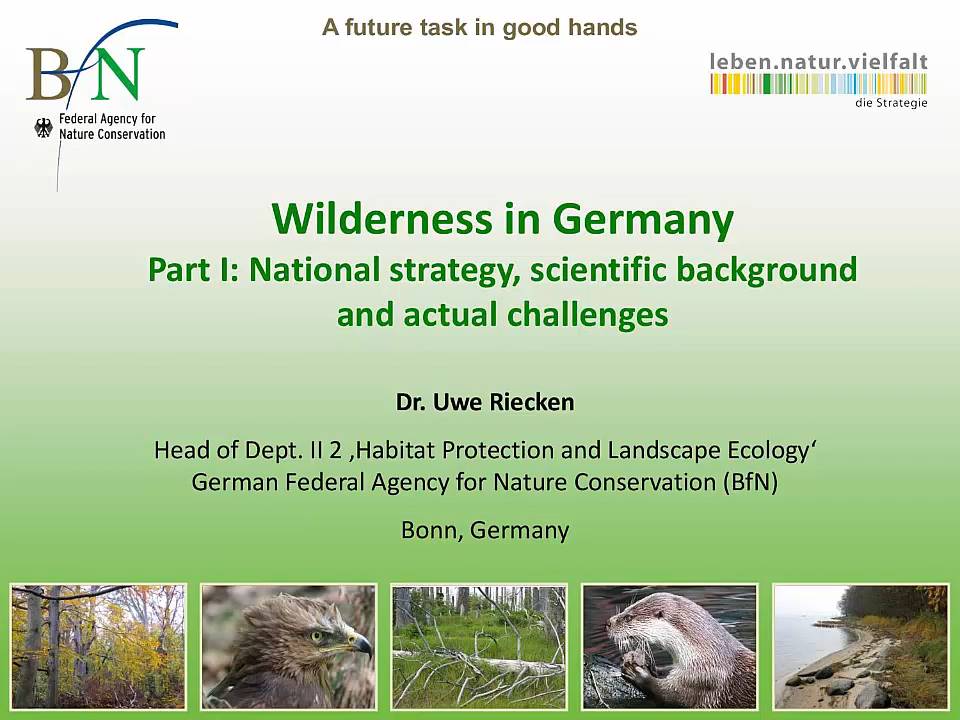 A future task in good hands
BfN
Federal Agency for
Nature Conservation
leben.natur.vielfalt
die Strategie
Wilderness in Germany
Part I: National strategy, scientific background
and actual challenges
Dr. Uwe Riecken
Head of Dept. II 2 ‚Habitat Protection and Landscape Ecology‘
German Federal Agency for Nature Conservation (BfN)
Bonn, Germany